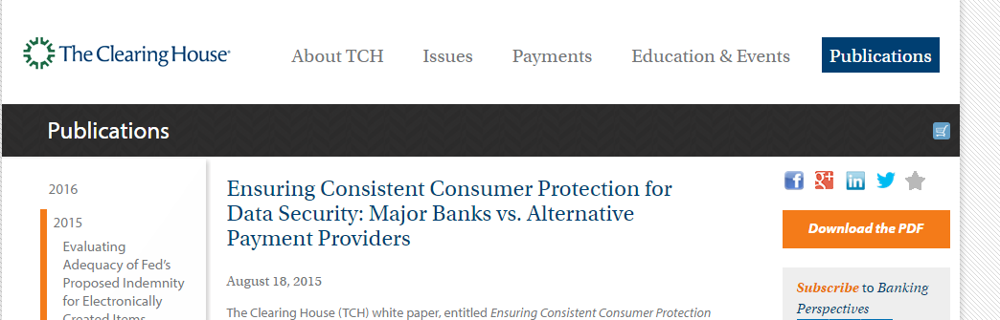 The Clearing House®
About TCH Issues Payments Education & Events Publications
Publications
2016
2015
Evaluating
Adequacy of Fed's
Proposed Indemnity
for Electronically
Created Items
Ensuring Consistent Consumer Protection for
Data Security: Major Banks vs. Alternative
Payment Providers
August 18, 2015
The Clearing House (TCH) white paper, entitled Ensuring Consistent Consumer Protection
Download the PDF
Subscribe to Banking
Perspectives